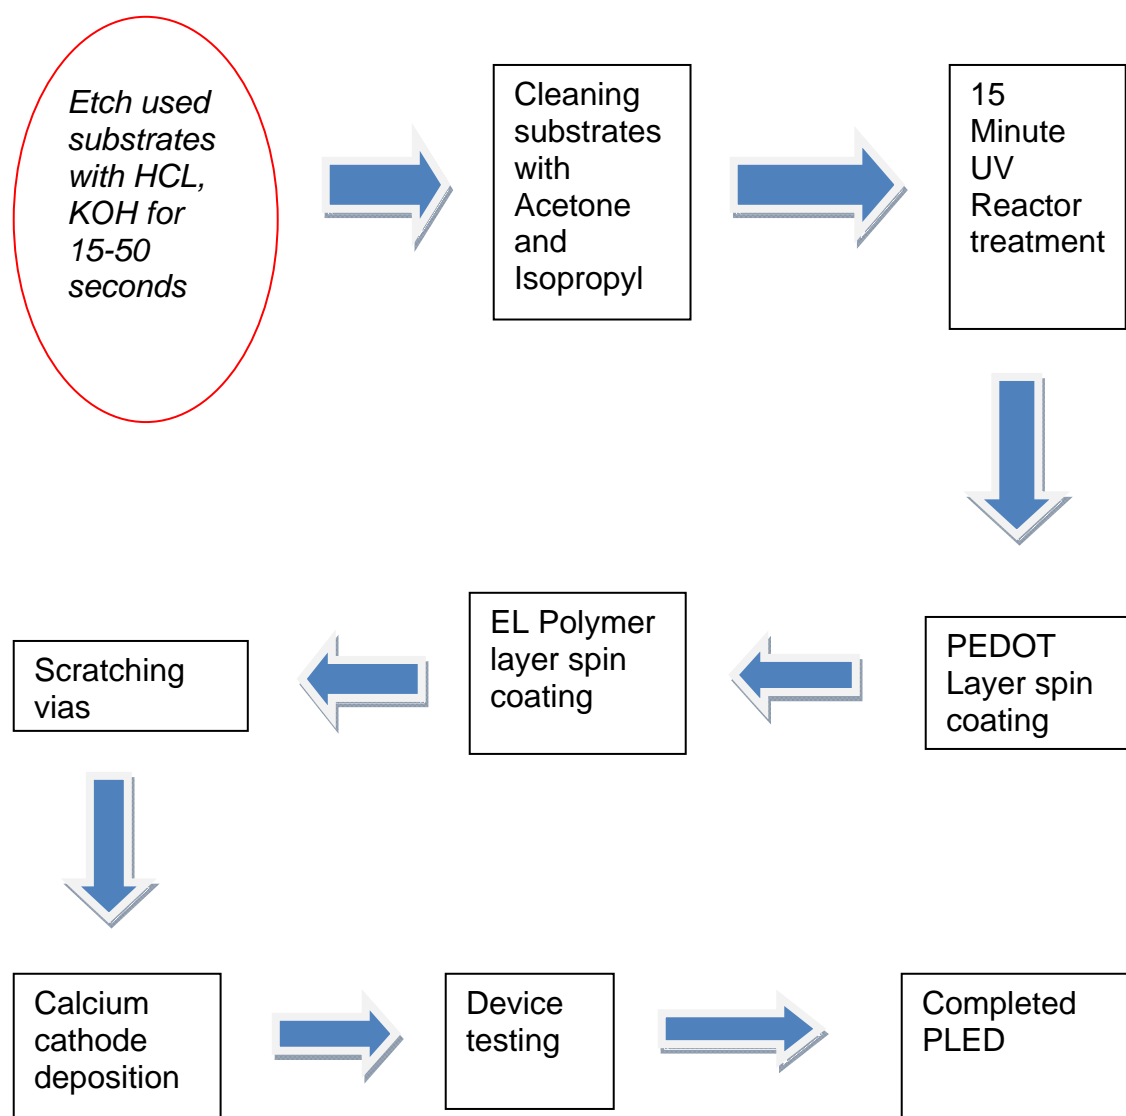 Etch used
substrates
with HCL,
KOH for
15-50
seconds
Cleaning
substrates
with
Acetone
and
Isopropyl
15
Minute
UV
Reactor
treatment
PEDOT
Layer spin
coating
EL Polymer
layer spin
coating
Scratching
vias
Calcium
cathode
deposition
Device
testing
Completed
PLED